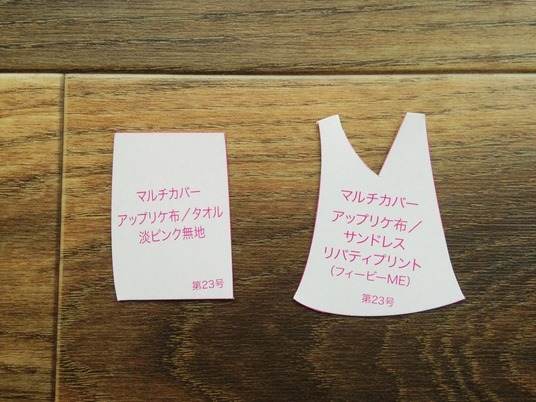 マルチカバー
アップリケ布／タオル
淡ピンク無地
第23号
マルチカバー
アップリケ布／
サンドレス
リバティプリント
（フィービーME）
第23号